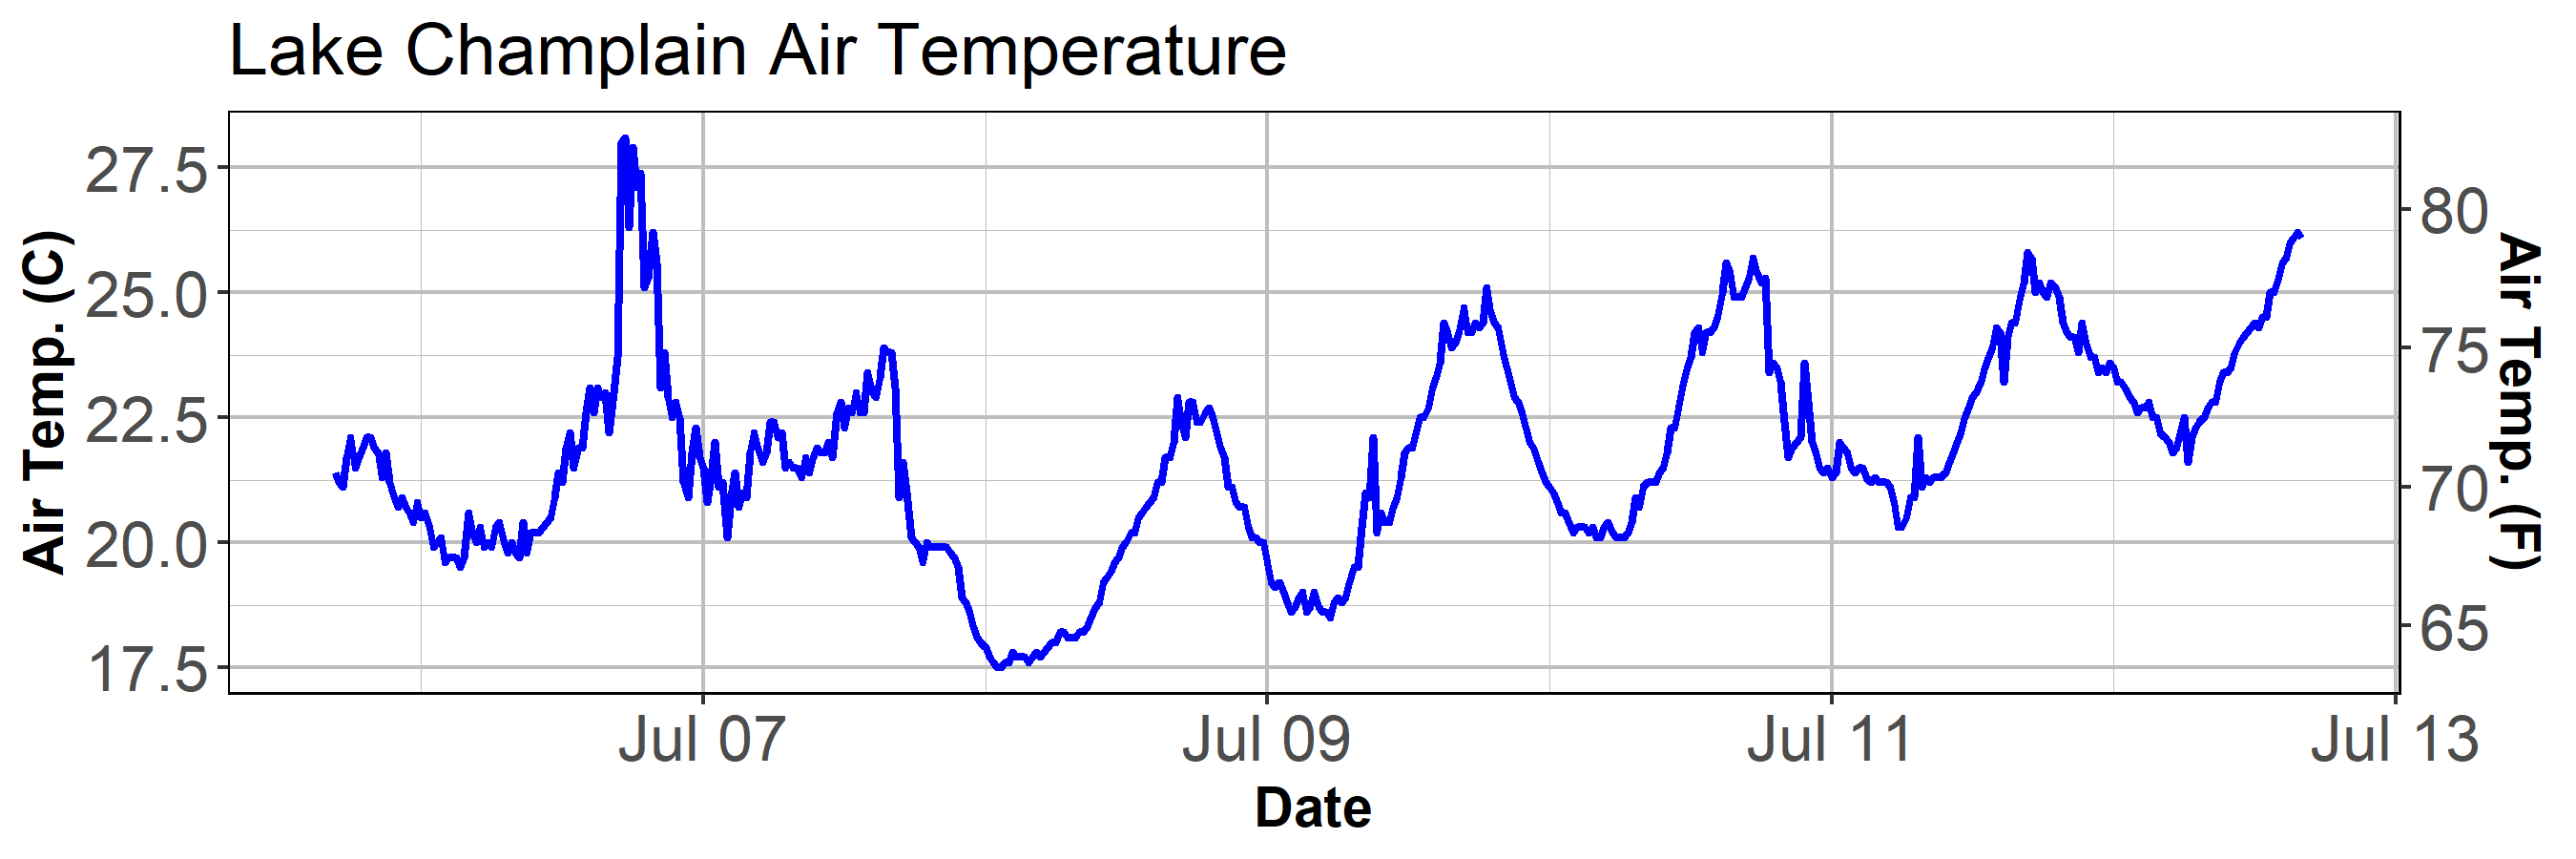 Lake Champlain Air Temperature
Air Temp. (C)
27.5
25.0
22.5
20.0
17.5
80
75
70
65
Air Temp. (F)
Jul 07
Jul 09
Jul 11
Jul 13
Date